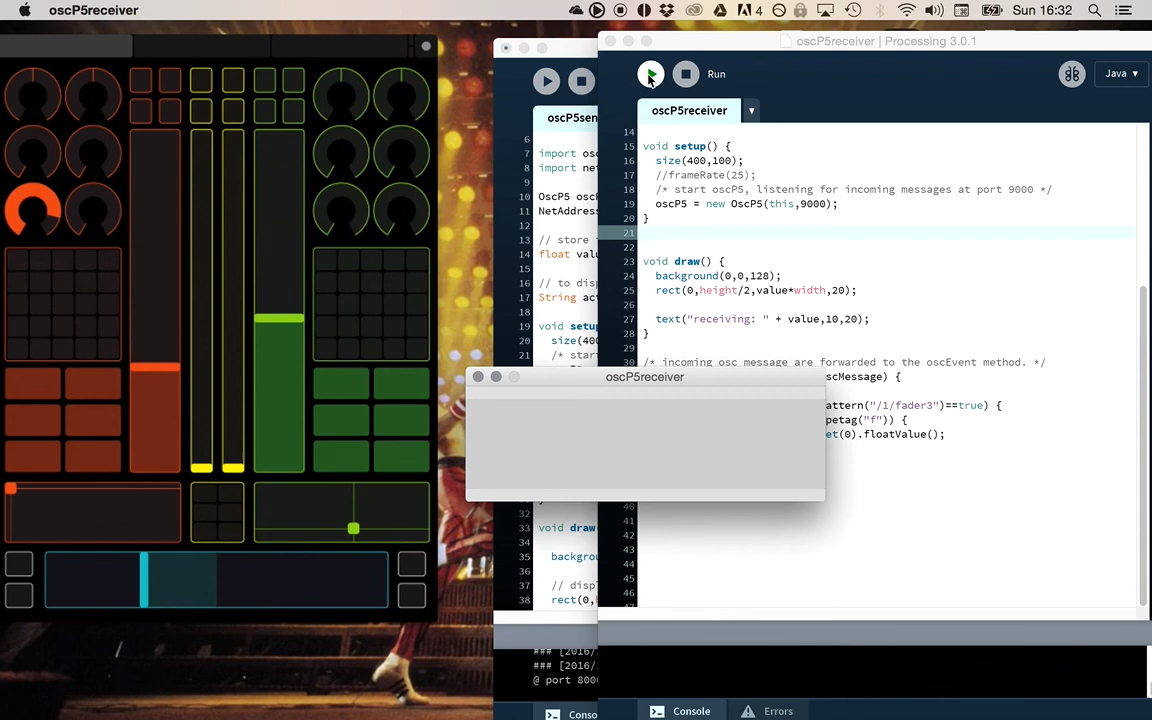 oscP5receiver
4
Sun 16:32
oscP5receiver | Processing 3.0.1
Run
Java ▾
oscP5sen
oscP5receiver
▾
6
7 import osc
8 import net
9
10 OscP5 osc
11 NetAddress
12
13 // store
14 float valu
15
16 // to disp
17 String ac
18
19 void setup
20 size(400
21 /* start
32
33 void draw
34
35 backgrou
36
37 // displ
38 rect(0,
14
15 void setup() {
16 size(400,100);
17 //frameRate(25);
18 /* start oscP5, listening for incoming messages at port 9000 */
19 oscP5 = new OscP5(this,9000);
20 }
21
22
23 void draw() {
24 background(0,0,128);
25 rect(0,height/2,value*width,20);
26
27 text("receiving: " + value,10,20);
28 }
29
30 /* incoming osc message are forwarded to the oscEvent method. */
scMessage) {
attern("/1/fader3")==true) {
petag("f")) {
et(0).floatValue();
oscP5receiver
40
41
42
43
44
45
46
### [2016/
### [2016/
@ port 8000
Conso
Console
Errors